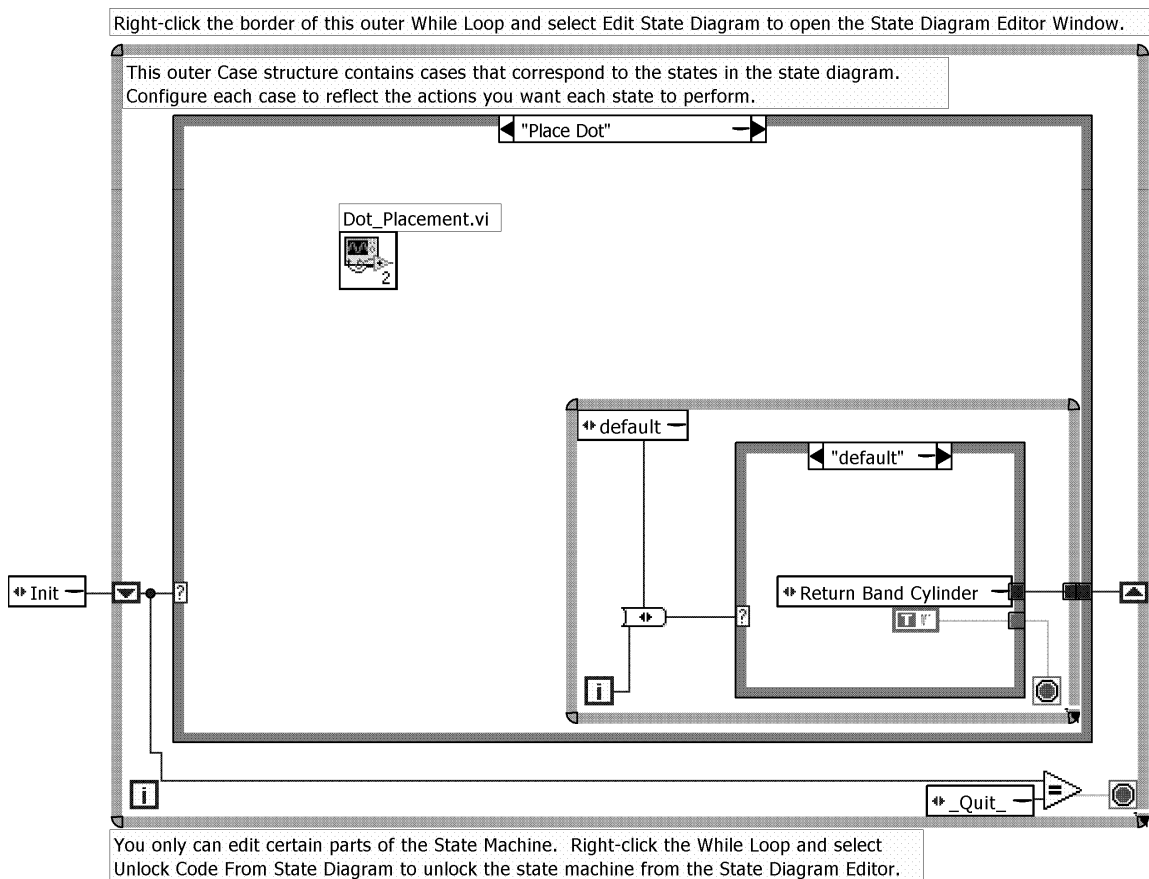 Right-click the border of this outer While Loop and select Edit State Diagram to open the State Diagram Editor Window.
This outer Case structure contains cases that correspond to the states in the state diagram.
Configure each case to reflect the actions you want each state to perform.
"Place Dot"
Dot_Placement.vi
2
default
"default"
Init
?
Return Band Cylinder
?
T
i
i
_Quit_
=
You only can edit certain parts of the State Machine.  Right-click the While Loop and select
Unlock Code From State Diagram to unlock the state machine from the State Diagram Editor.